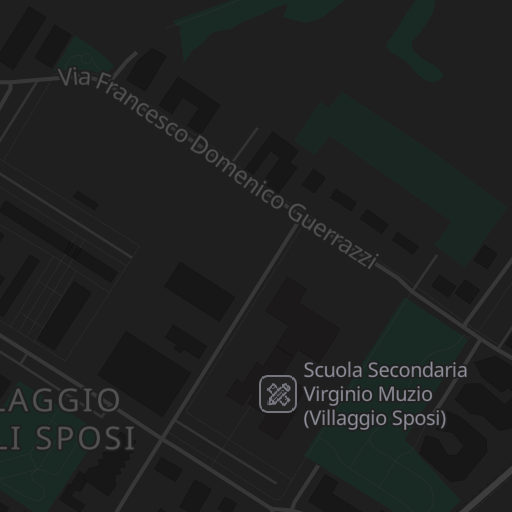 Via Francesco Domenico Guerrazzi
Scuola Secondaria
Virginio Muzio
(Villaggio Sposi)
LAGGIO
LI SPOSI